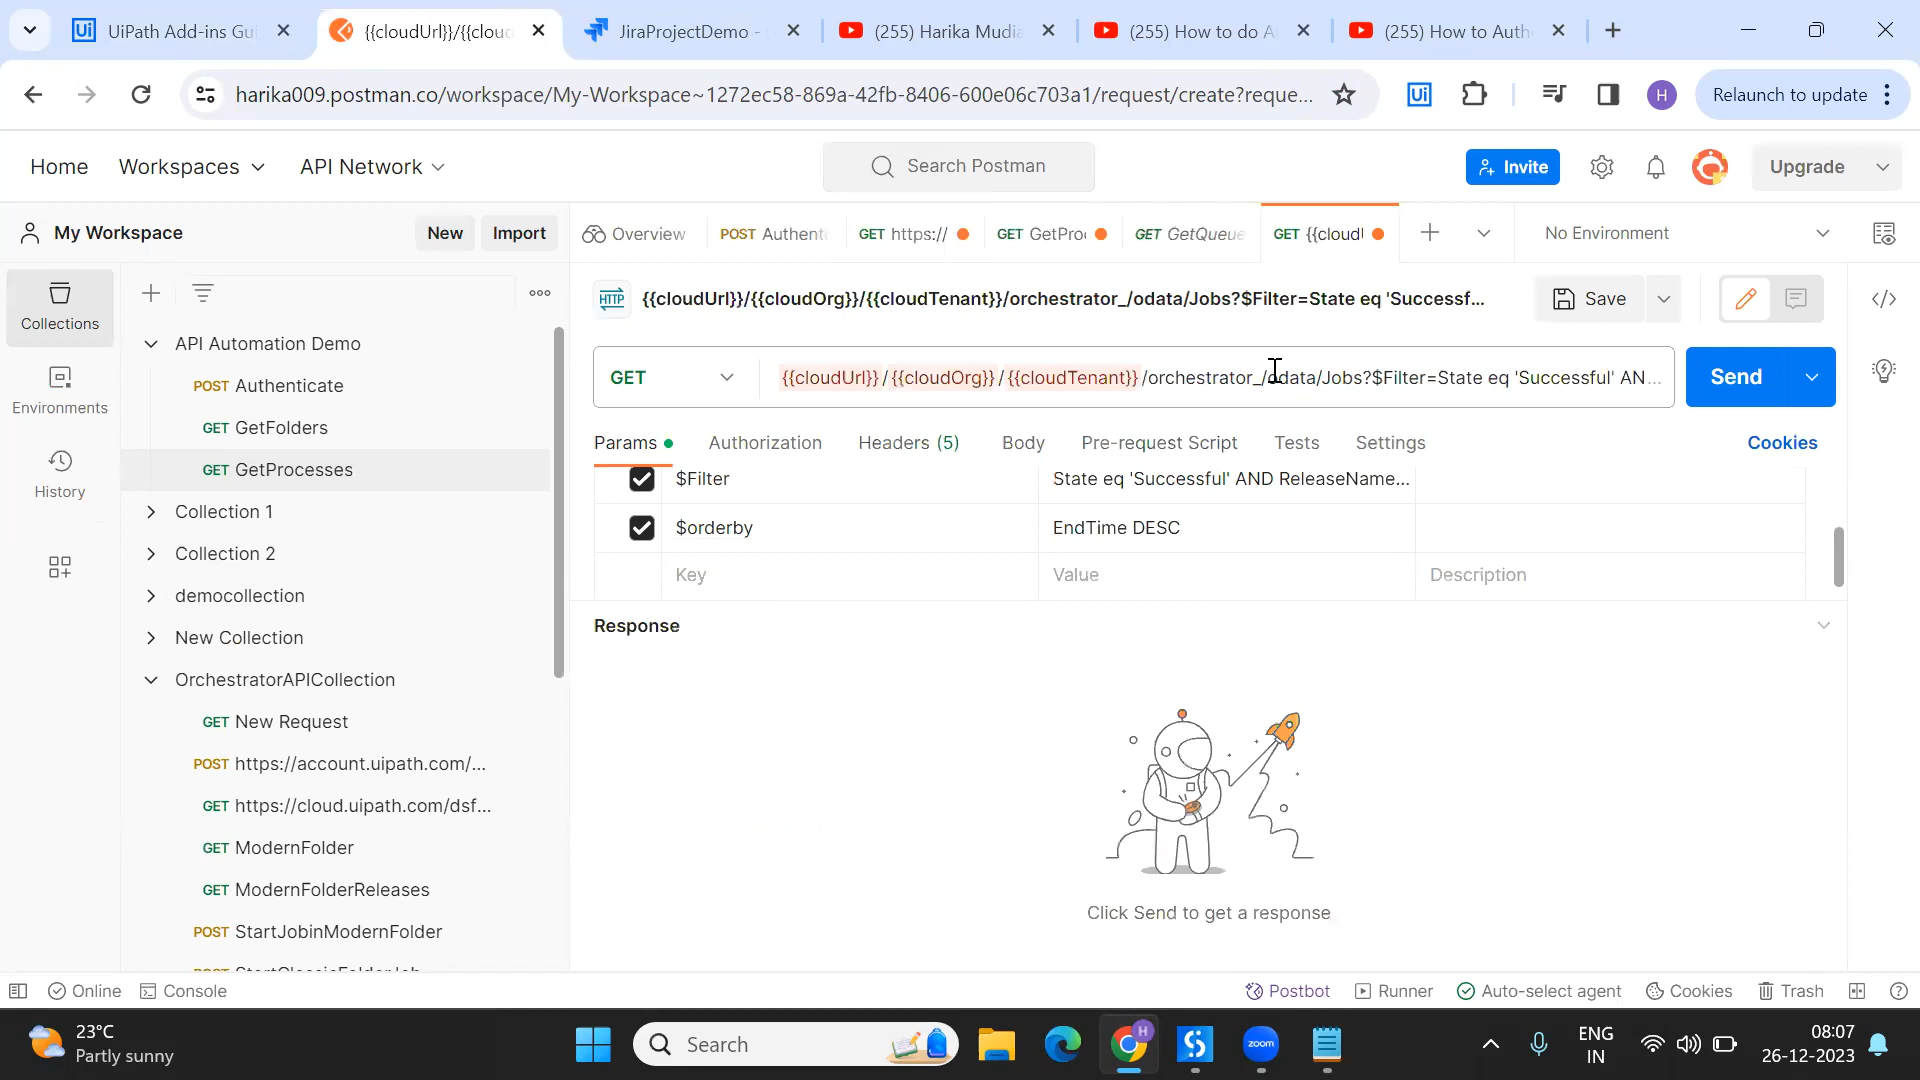 UiPath Add-ins Gu
{{cloudUrl}}/{{cloud
JiraProjectDemo -
(255) Harika Mudia
(255) How to do A
(255) How to Auth
harika009.postman.co/workspace/My-Workspace~1272ec58-869a-42fb-8406-600e06c703a1/request/create?reque...
Ui
H
Relaunch to update
Home
Workspaces
API Network
Search Postman
Invite
Upgrade
My Workspace
New
Import
Overview
POST Authent
GET https://
GET GetPro
GET GetQueue
GET {{cloudU
No Environment
Collections
Environments
History
API Automation Demo
POST Authenticate
GET GetFolders
GET GetProcesses
Collection 1
Collection 2
democollection
New Collection
OrchestratorAPICollection
GET New Request
POST https://account.uipath.com/...
GET https://cloud.uipath.com/dsf...
GET ModernFolder
GET ModernFolderReleases
POST StartJobinModernFolder
POST StartClassicFolderJob
HTTP {{cloudUrl}}/{{cloudOrg}}/{{cloudTenant}}/orchestrator_/odata/Jobs?$Filter=State eq 'Successf...
Save
GET
{{cloudUrl}}/{{cloudOrg}}/{{cloudTenant}}/orchestrator_/odata/Jobs?$Filter=State eq 'Successful' AN...
Send
Params
Authorization
Headers (5)
Body
Pre-request Script
Tests
Settings
Cookies
$Filter
State eq 'Successful' AND ReleaseName...
$orderby
EndTime DESC
Key
Value
Description
Response
Click Send to get a response
Online
Console
Postbot
Runner
Auto-select agent
Cookies
Trash
23°C
Partly sunny
Search
H
zoom
ENG
IN
08:07
26-12-2023